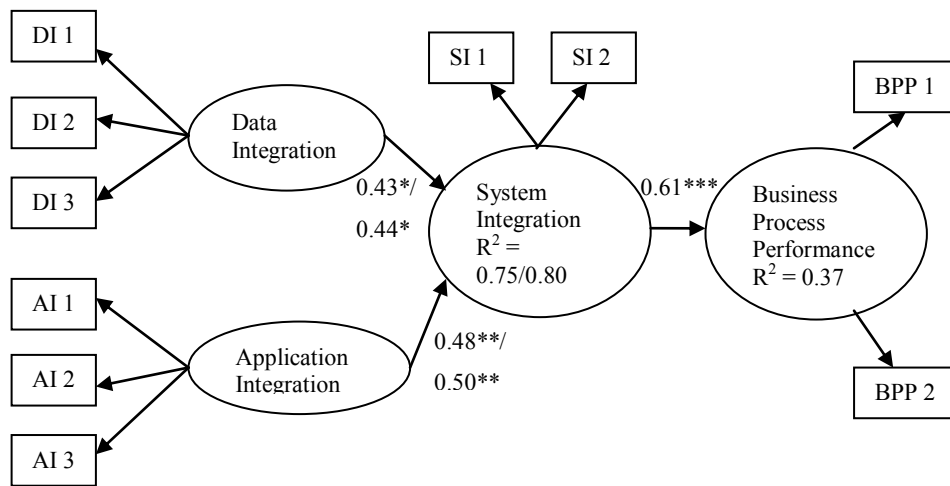 DI 1
DI 2
DI 3
Data
Integration
0.43*/
0.44*
SI 1
SI 2
System
Integration
R² =
0.75/0.80
0.61***
BPP 1
Business
Process
Performance
R² = 0.37
BPP 2
AI 1
AI 2
AI 3
Application
Integration
0.48**/
0.50**